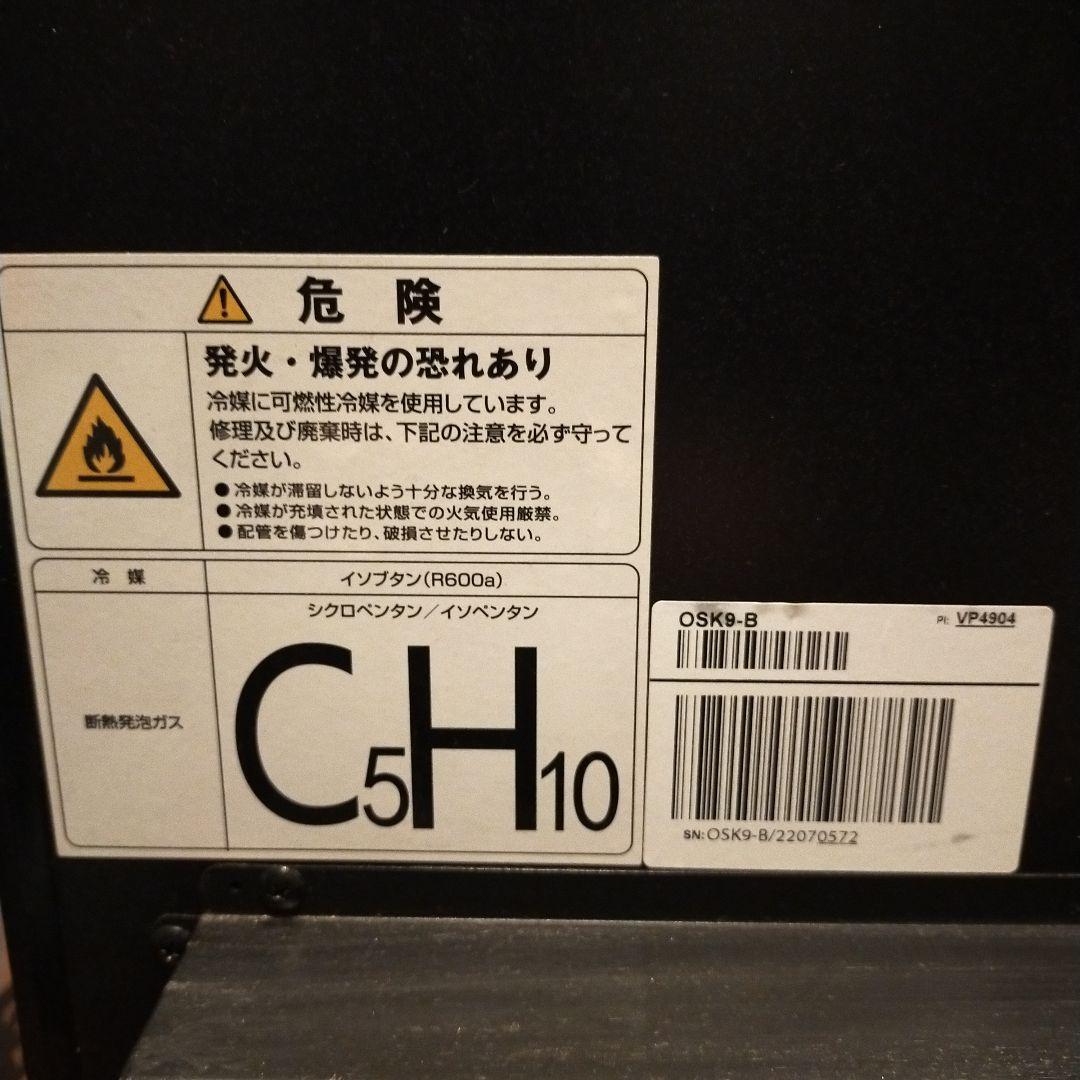 危険
発火・爆発の恐れあり
冷媒に可燃性冷媒を使用しています。
修理及び廃棄時は、下記の注意を必ず守って
ください。
●冷媒が滞留しないよう十分な換気を行う。
●冷媒が充填された状態での火気使用厳禁。
●配管を傷つけたり、破損させたりしない。
冷媒 イソブタン(R600a)
断熱発泡ガス
シクロペンタン／イソペンタン
C5H10
OSK9-B PI: VP4904
SN: OSK9-B/22070572